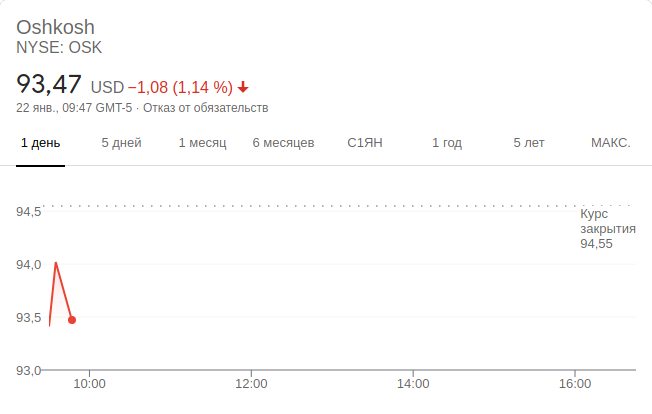 Oshkosh
NYSE: OSK
93,47 USD −1,08 (1,14 %)
22 янв., 09:47 GMT-5 · Отказ от обязательств
1 день 5 дней 1 месяц 6 месяцев С1ЯН 1 год 5 лет МАКС.
94,5
Курс
закрытия
94,55
94,0
93,5
93,0
10:00 12:00 14:00 16:00